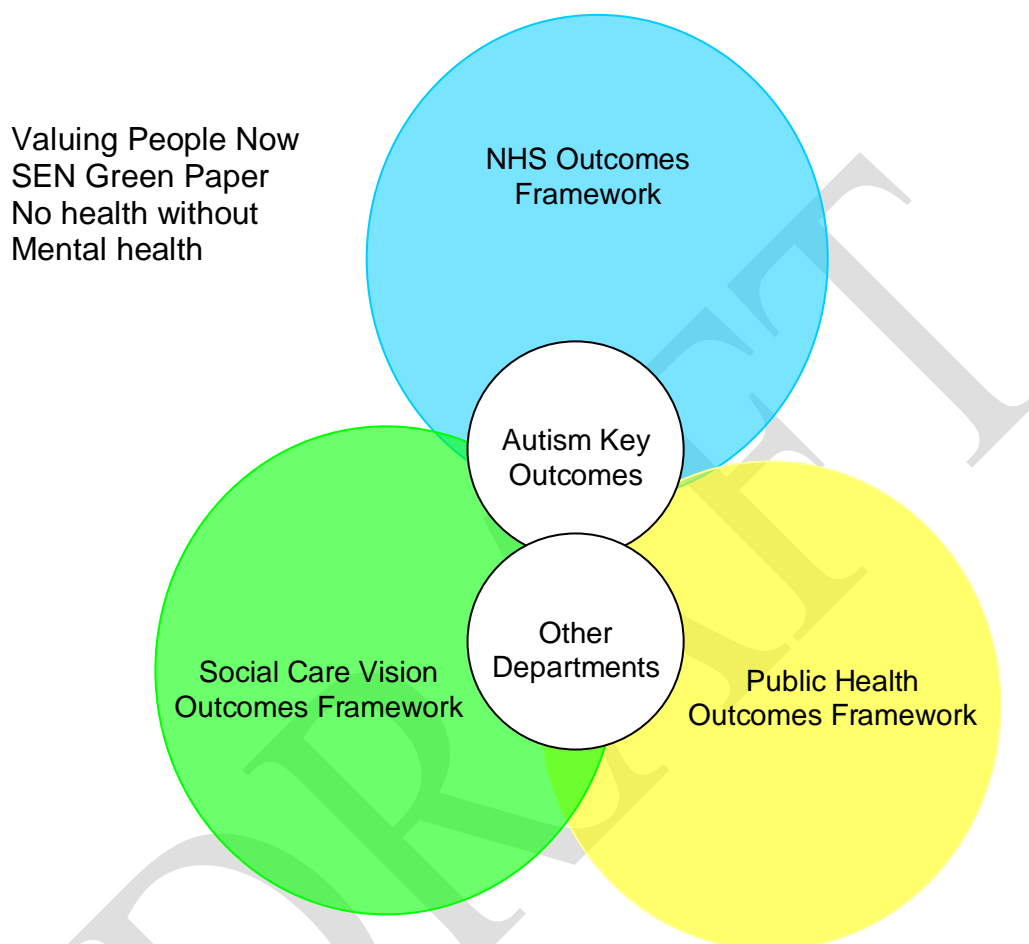 Valuing People Now
SEN Green Paper
No health without
Mental health
NHS Outcomes
Framework
Autism Key
Outcomes
Other
Departments
Social Care Vision
Outcomes Framework
Public Health
Outcomes Framework
DRAFT